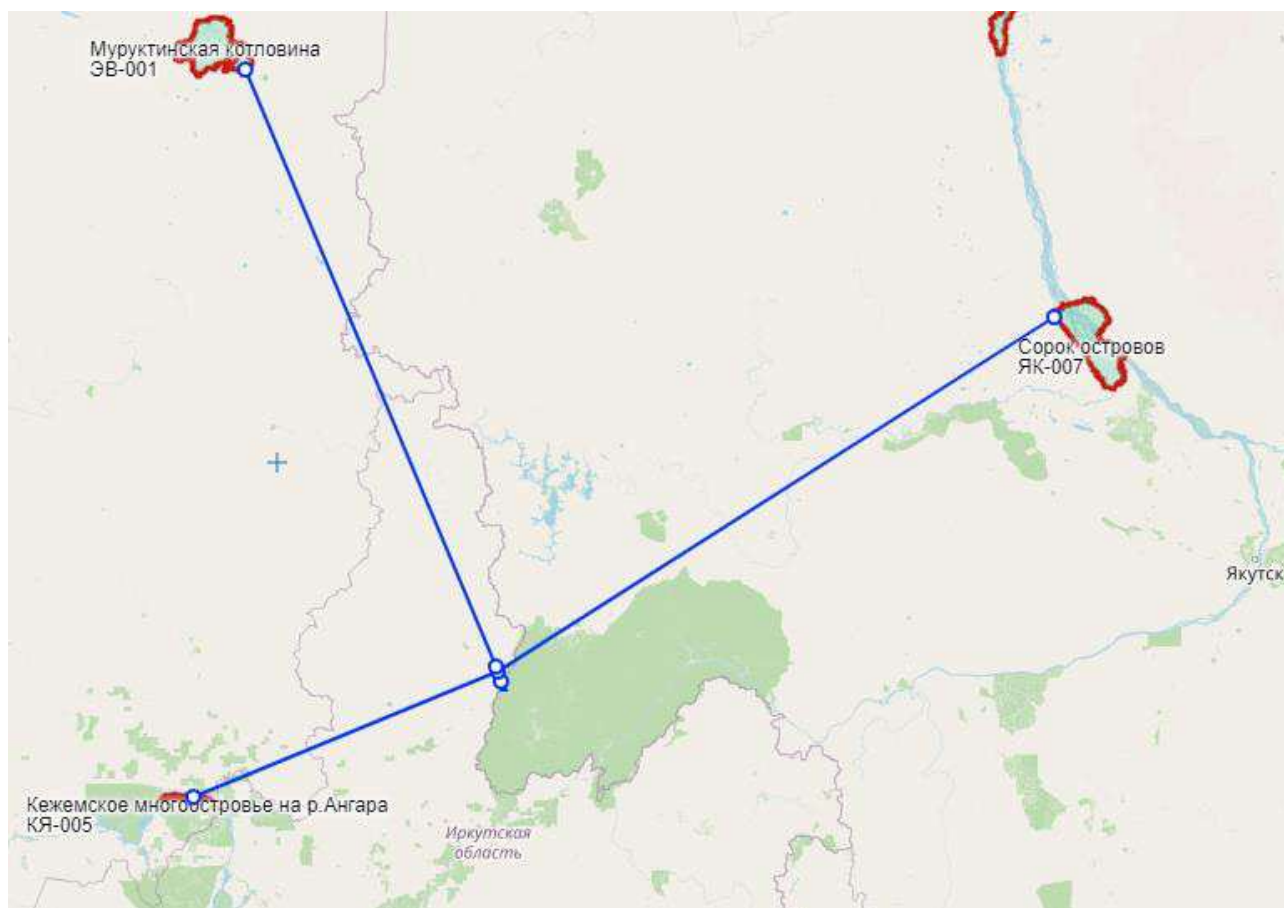 Муруктинская котловина
ЭВ-001
Сорок островов
ЯК-007
Якутск
Кежемское многоостровье на р.Ангара
КЯ-005
Иркутская
область